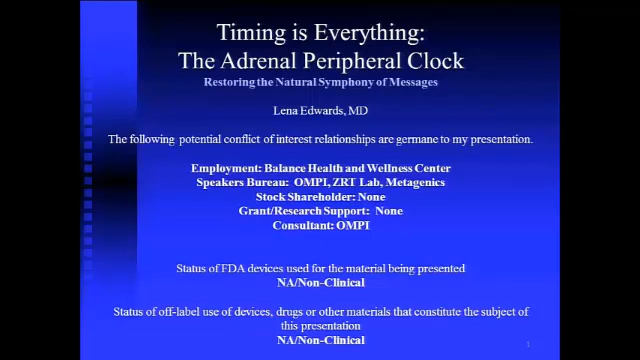 Timing is Everything:
The Adrenal Peripheral Clock
Restoring the Natural Symphony of Messages
Lena Edwards, MD
The following potential conflict of interest relationships are germane to my presentation.
Employment: Balance Health and Wellness Center
Speakers Bureau: OMPI, ZRT Lab, Metagenics
Stock Shareholder: None
Grant/Research Support: None
Consultant: OMPI
Status of FDA devices used for the material being presented
NA/Non-Clinical
Status of off-label use of devices, drugs or other materials that constitute the subject of
this presentation
NA/Non-Clinical
1